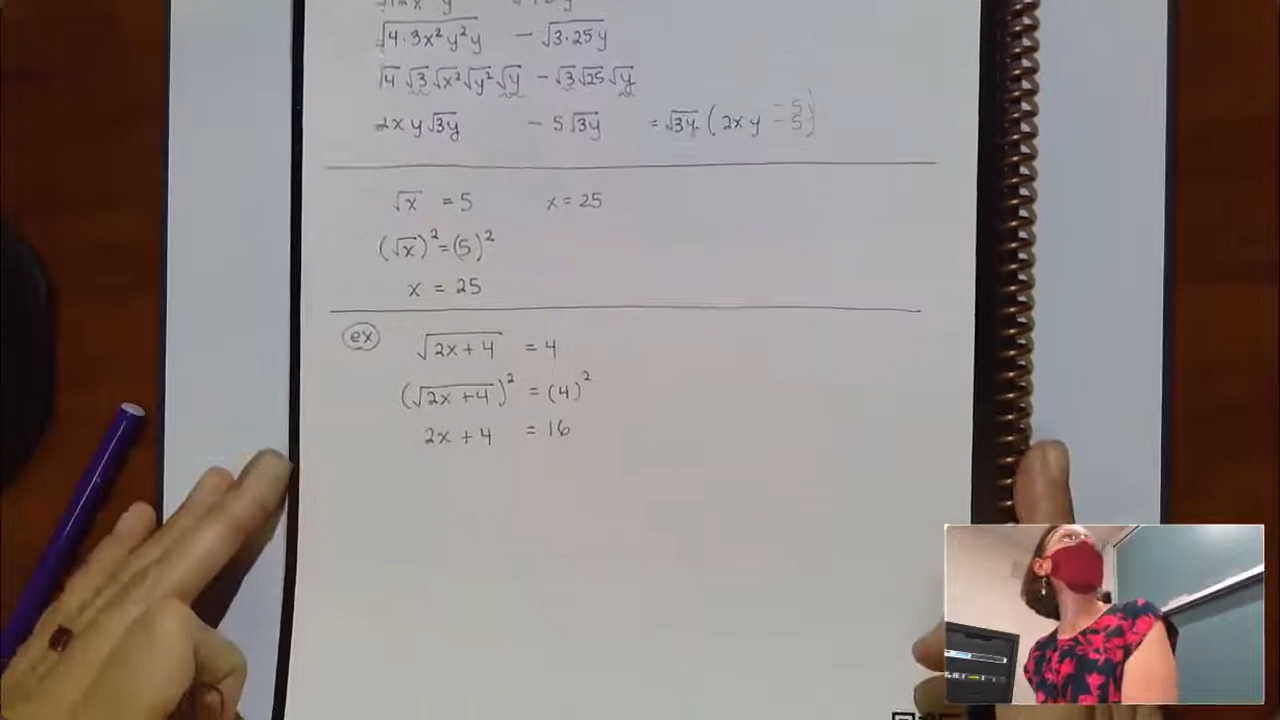 √4·3x²y²y - √3·25y
√4 √3 √x² √y² √y - √3 √25 √y
2xy√3y - 5√3y = √3y (2xy - 5)
√x = 5 x = 25
(√x)² = (5)²
x = 25
ex √2x + 4 = 4
(√2x + 4)² = (4)²
2x + 4 = 16